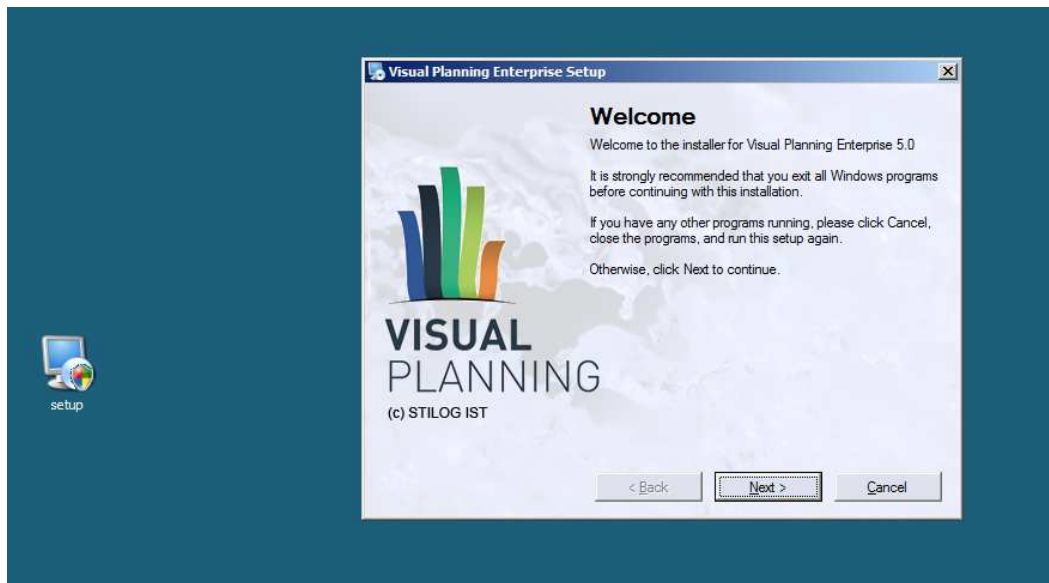 Visual Planning Enterprise Setup
Welcome
Welcome to the installer for Visual Planning Enterprise 5.0
It is strongly recommended that you exit all Windows programs
before continuing with this installation.
If you have any other programs running, please click Cancel,
close the programs, and run this setup again.
Otherwise, click Next to continue.
VISUAL
PLANNING
(c) STILOG IST
setup
< Back
Next >
Cancel